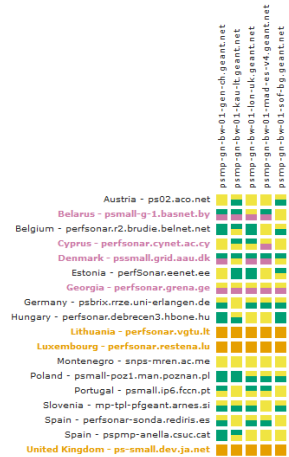 psmp-gn-bw-01-gen-ch.geant.net
psmp-gn-bw-01-kau-lt.geant.net
psmp-gn-bw-01-lon-uk.geant.net
psmp-gn-bw-01-mad-es-v4.geant.net
psmp-gn-bw-01-sof-bg.geant.net
Austria - ps02.aco.net
Belarus - psmall-g-1.basnet.by
Belgium - perfsonar.r2.brudie.belnet.net
Cyprus - perfsonar.cynet.ac.cy
Denmark - pssmall.grid.aau.dk
Estonia - perfSonar.eenet.ee
Georgia - perfsonar.grena.ge
Germany - psbrix.rrze.uni-erlangen.de
Hungary - perfsonar.debrecen3.hbone.hu
Lithuania - perfsonar.vgtu.lt
Luxembourg - perfsonar.restena.lu
Montenegro - snps-mren.ac.me
Poland - psmall-poz1.man.poznan.pl
Portugal - psmall.ip6.fccn.pt
Slovenia - mp-tpl-pfgeant.arnes.si
Spain - perfsonar-sonda.rediris.es
Spain - pspmp-anella.csuc.cat
United Kingdom - ps-small.dev.ja.net